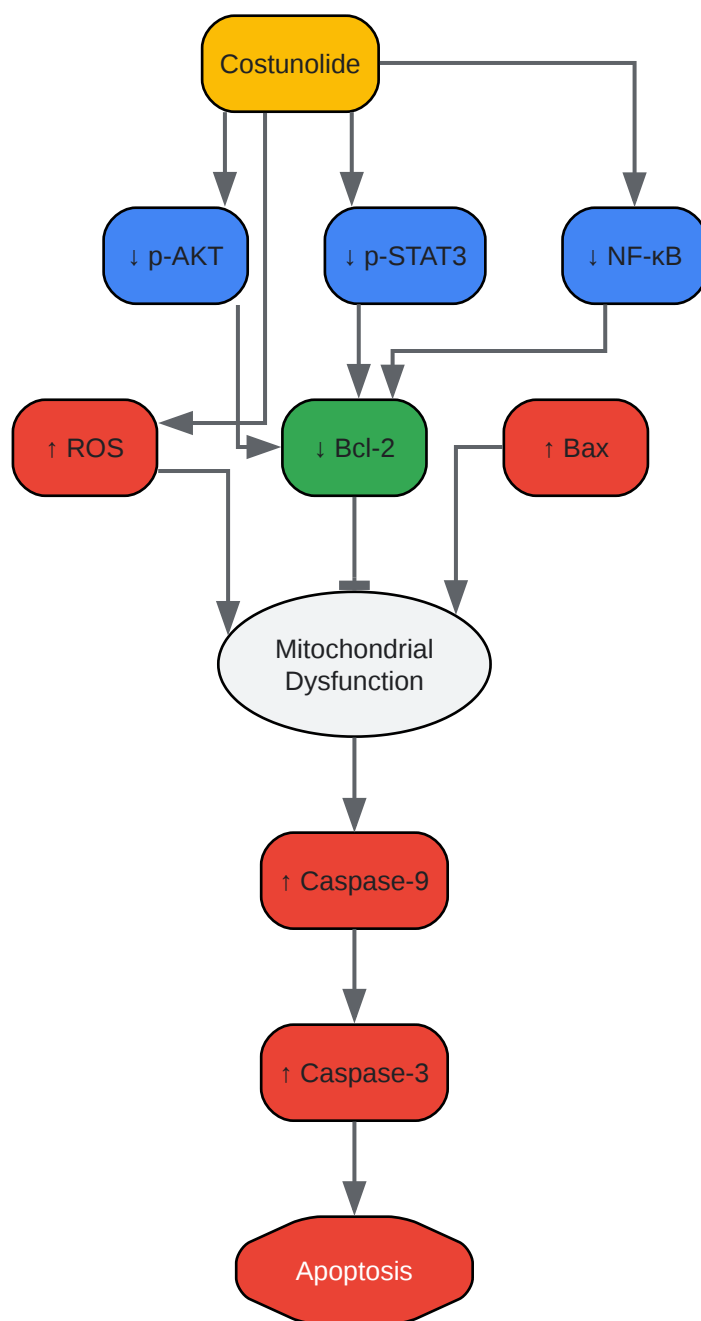 Costunolide
↓ p-AKT
↓ p-STAT3
↓ NF-κB
↑ ROS
↓ Bcl-2
↑ Bax
Mitochondrial
Dysfunction
↑ Caspase-9
↑ Caspase-3
Apoptosis